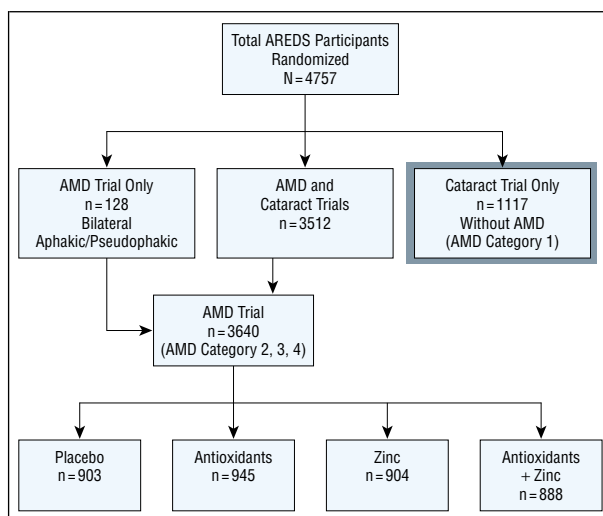 Total AREDS Participants
Randomized
N = 4757
AMD Trial Only
n = 128
Bilateral
Aphakic/Pseudophakic
AMD and
Cataract Trials
n = 3512
Cataract Trial Only
n = 1117
Without AMD
(AMD Category 1)
AMD Trial
n = 3640
(AMD Category 2, 3, 4)
Placebo
n = 903
Antioxidants
n = 945
Zinc
n = 904
Antioxidants
+ Zinc
n = 888